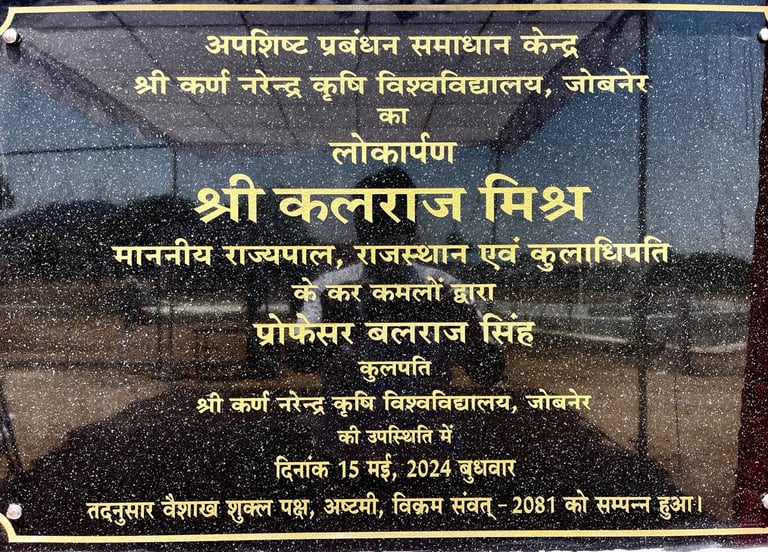 अपशिष्ट प्रबंधन समाधान केन्द्र
श्री कर्ण नरेन्द्र कृषि विश्वविद्यालय, जोबनेर
का
लोकार्पण
श्री कलराज मिश्र
माननीय राज्यपाल, राजस्थान एवं कुलाधिपति
के कर कमलों द्वारा
प्रोफेसर बलराज सिंह
कुलपति
श्री कर्ण नरेन्द्र कृषि विश्वविद्यालय, जोबनेर
की उपस्थिति में
दिनांक 15 मई, 2024 बुधवार
तदनुसार वैशाख शुक्ल पक्ष, अष्टमी, विक्रम संवत् - 2081 को सम्पन्न हुआ।